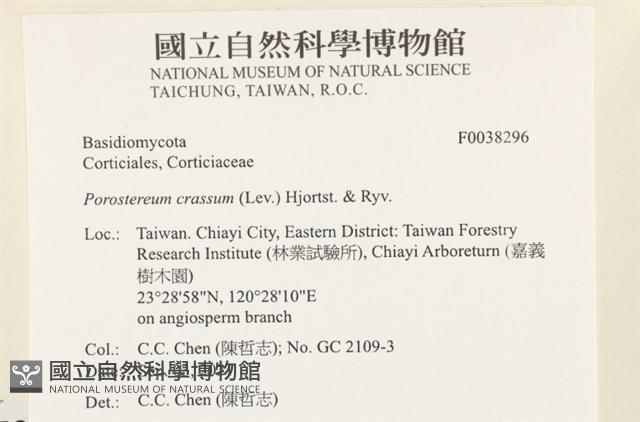 國立自然科學博物館
NATIONAL MUSEUM OF NATURAL SCIENCE
TAICHUNG, TAIWAN, R.O.C.
Basidiomycota F0038296
Corticiales, Corticiaceae
Porostereum crassum (Lev.) Hjortst. & Ryv.
Loc.: Taiwan. Chiayi City, Eastern District: Taiwan Forestry
Research Institute (林業試驗所), Chiayi Arboreturn (嘉義
樹木園)
23°28'58"N, 120°28'10"E
on angiosperm branch
Col.: C.C. Chen (陳哲志); No. GC 2109-3
國立自然科學博物館
NATIONAL MUSEUM OF NATURAL SCIENCE
Det.: C.C. Chen (陳哲志)